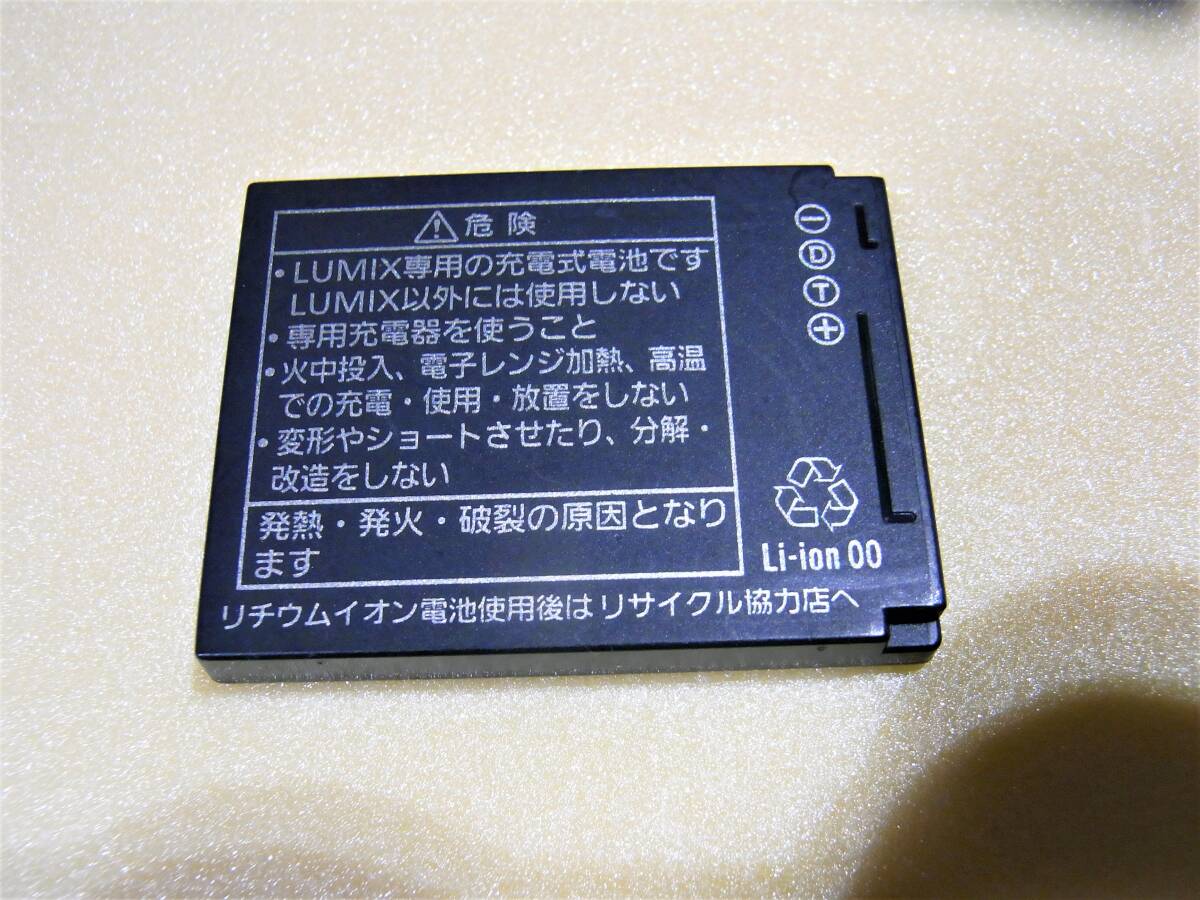 危険
・LUMIX専用の充電式電池です
LUMIX以外には使用しない
・専用充電器を使うこと
・火中投入、電子レンジ加熱、高温
での充電・使用・放置をしない
・変形やショートさせたり、分解・
改造をしない
発熱・発火・破裂の原因となり
ます
リチウムイオン電池使用後はリサイクル協力店へ
−
D
T
+
Li-ion 00